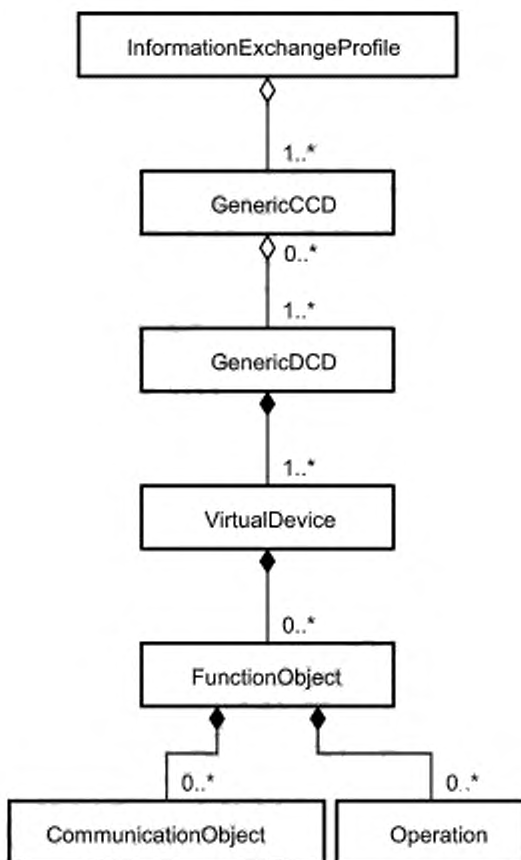 InformationExchangeProfile
1..*
GenericCCD
0..*
1..*
GenericDCD
1..*
VirtualDevice
0..*
FunctionObject
0..*
0..*
CommunicationObject
Operation